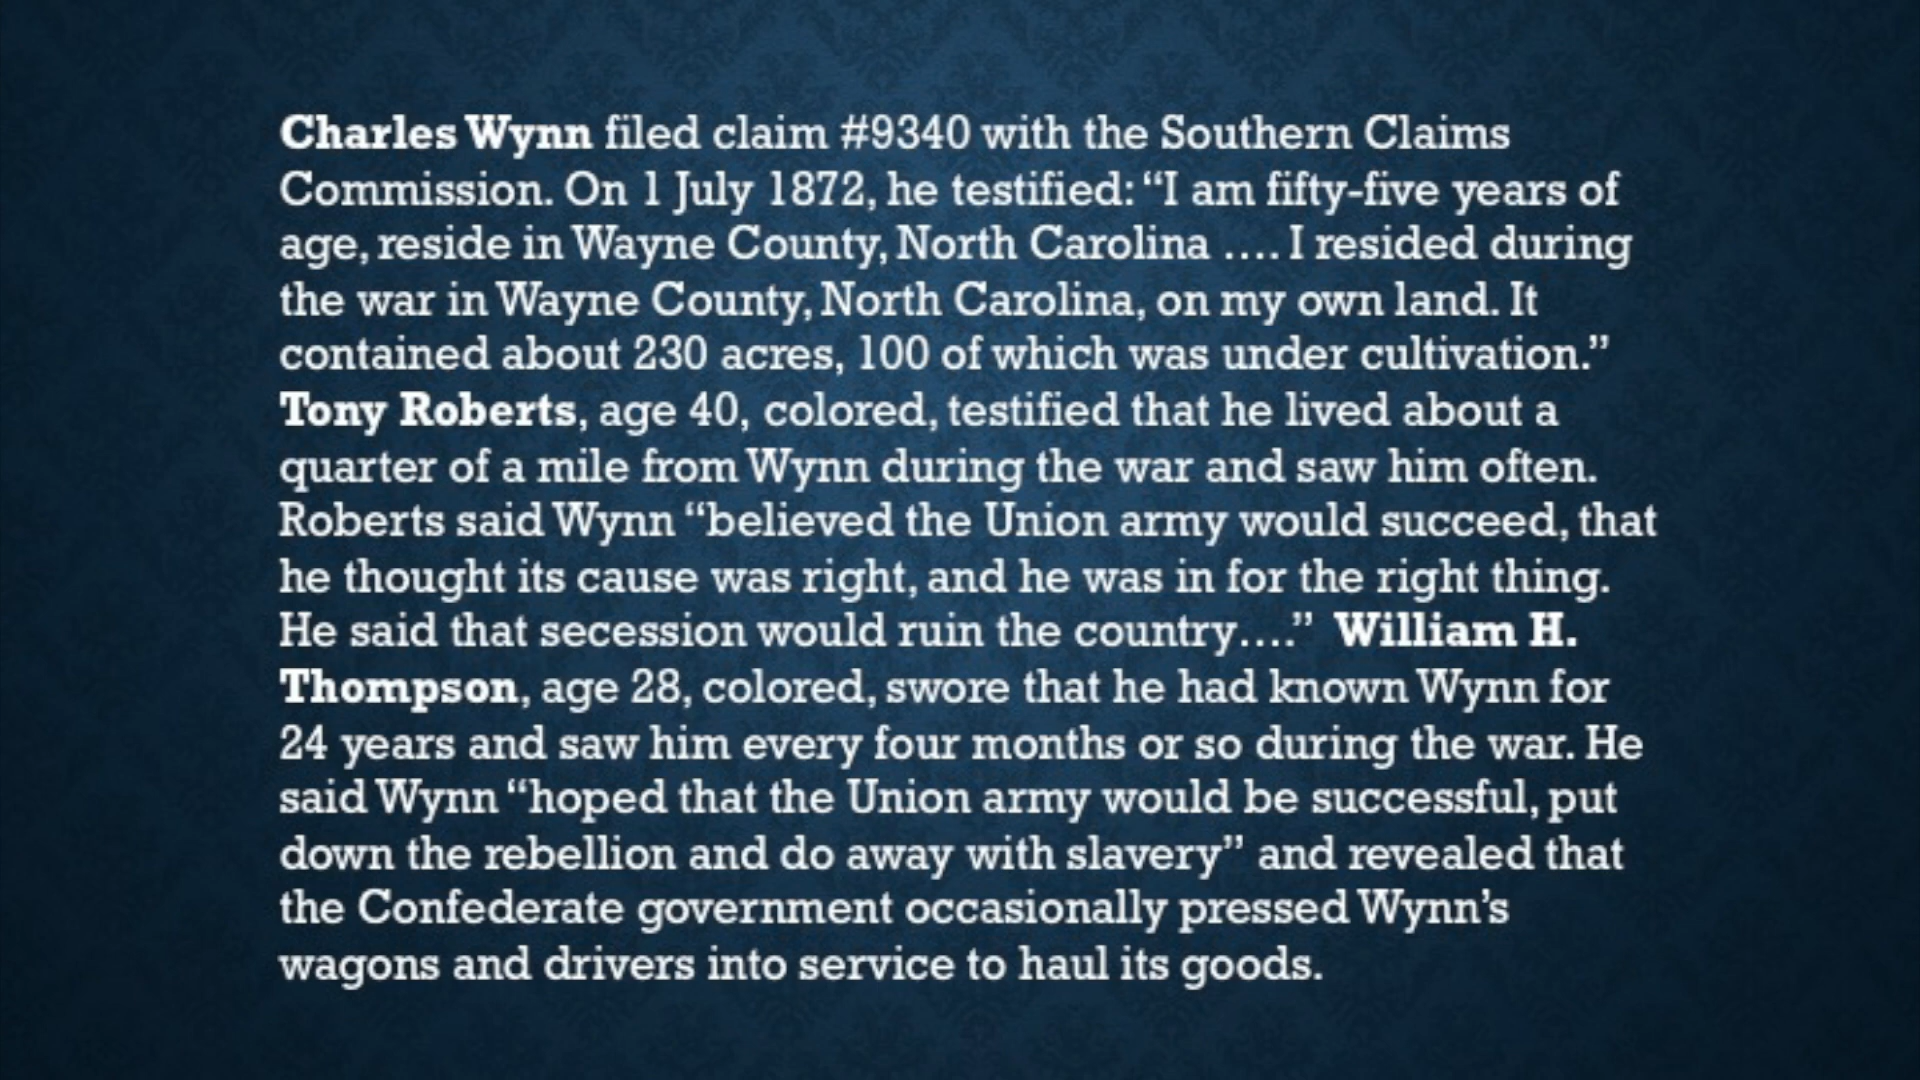 Charles Wynn filed claim #9340 with the Southern Claims
Commission. On 1 July 1872, he testified: “I am fifty-five years of
age, reside in Wayne County, North Carolina …. I resided during
the war in Wayne County, North Carolina, on my own land. It
contained about 230 acres, 100 of which was under cultivation.”
Tony Roberts, age 40, colored, testified that he lived about a
quarter of a mile from Wynn during the war and saw him often.
Roberts said Wynn “believed the Union army would succeed, that
he thought its cause was right, and he was in for the right thing.
He said that secession would ruin the country….” William H.
Thompson, age 28, colored, swore that he had known Wynn for
24 years and saw him every four months or so during the war. He
said Wynn “hoped that the Union army would be successful, put
down the rebellion and do away with slavery” and revealed that
the Confederate government occasionally pressed Wynn’s
wagons and drivers into service to haul its goods.